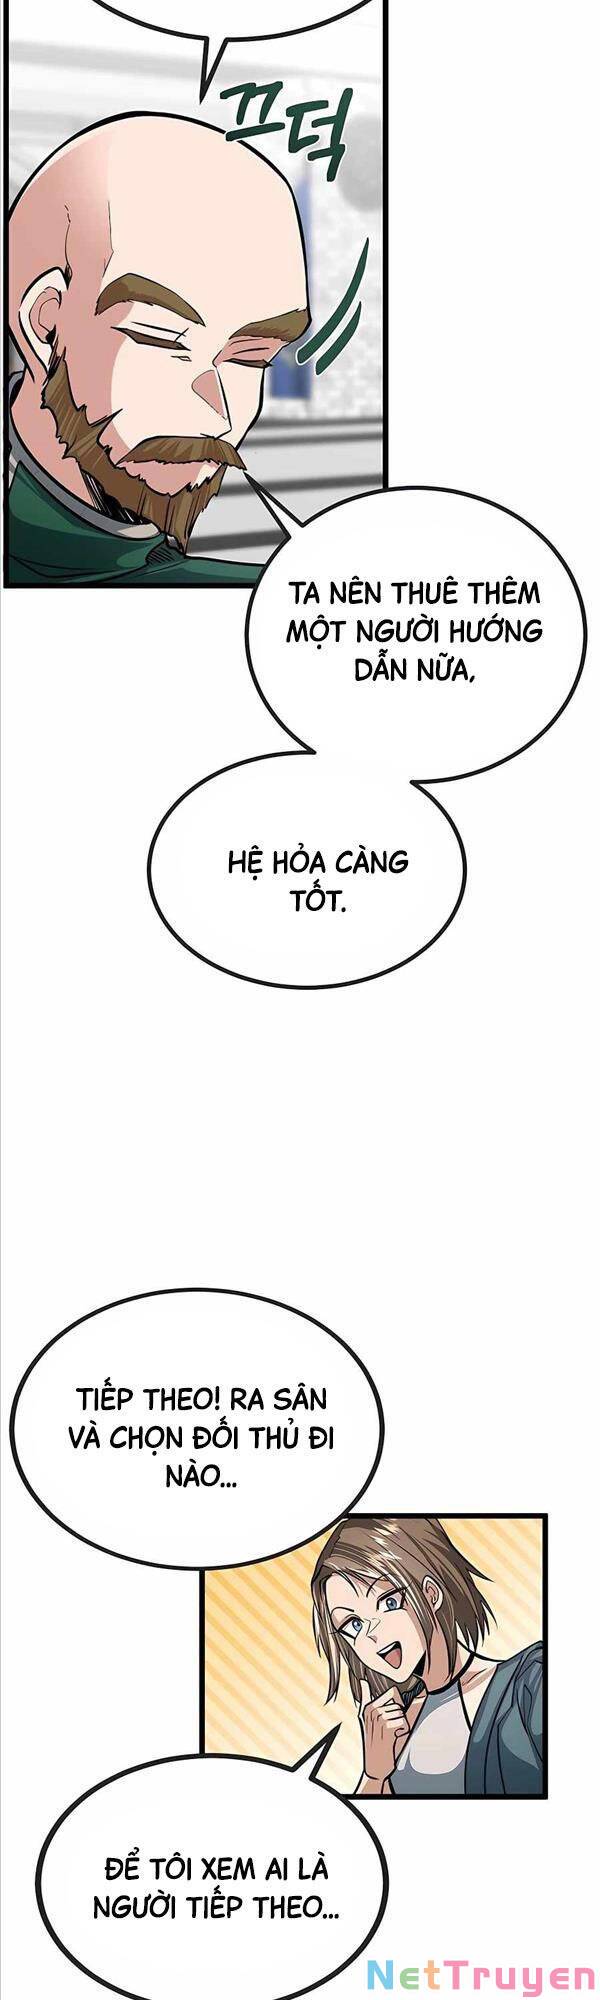 끄덕
TA NÊN THUÊ THÊM
MỘT NGƯỜI HƯỚNG
DẪN NỮA,
HỆ HỎA CÀNG
TỐT.
TIẾP THEO! RA SÂN
VÀ CHỌN ĐỐI THỦ ĐI
NÀO...
ĐỂ TÔI XEM AI LÀ
NGƯỜI TIẾP THEO...
NetTruyen